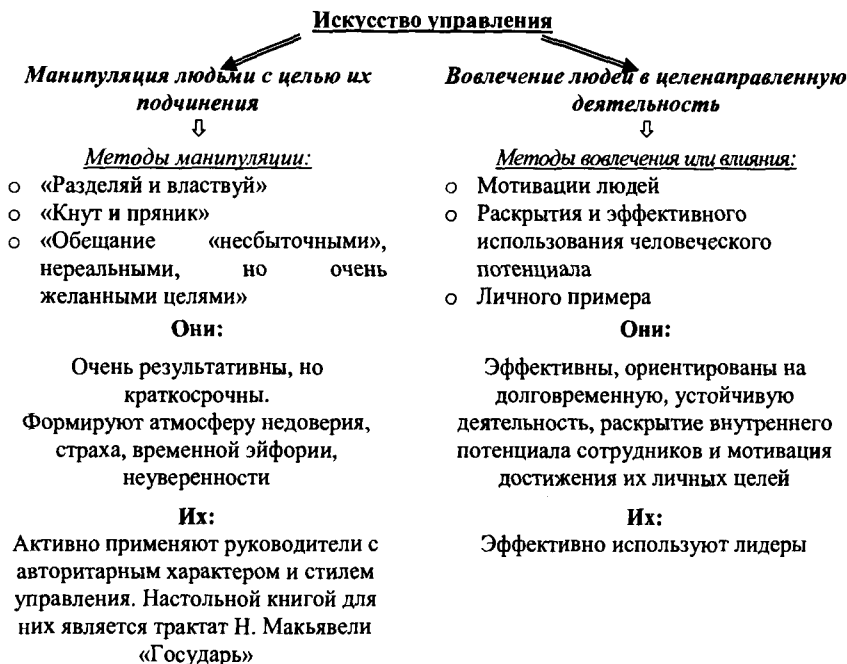 Искусство управления
Манипуляция людьми с целью их
подчинения
Методы манипуляции:
«Разделяй и властвуй»
«Кнут и пряник»
«Обещание «несбыточными»,
нереальными, но очень
желанными целями»
Они:
Очень результативны, но
краткосрочны.
Формируют атмосферу недоверия,
страха, временной эйфории,
неуверенности
Их:
Активно применяют руководители с
авторитарным характером и стилем
управления. Настольной книгой для
них является трактат Н. Макьявели
«Государь»
Вовлечение людей в целенаправленную
деятельность
Методы вовлечения или влияния:
Мотивации людей
Раскрытия и эффективного
использования человеческого
потенциала
Личного примера
Они:
Эффективны, ориентированы на
долговременную, устойчивую
деятельность, раскрытие внутреннего
потенциала сотрудников и мотивация
достижения их личных целей
Их:
Эффективно используют лидеры